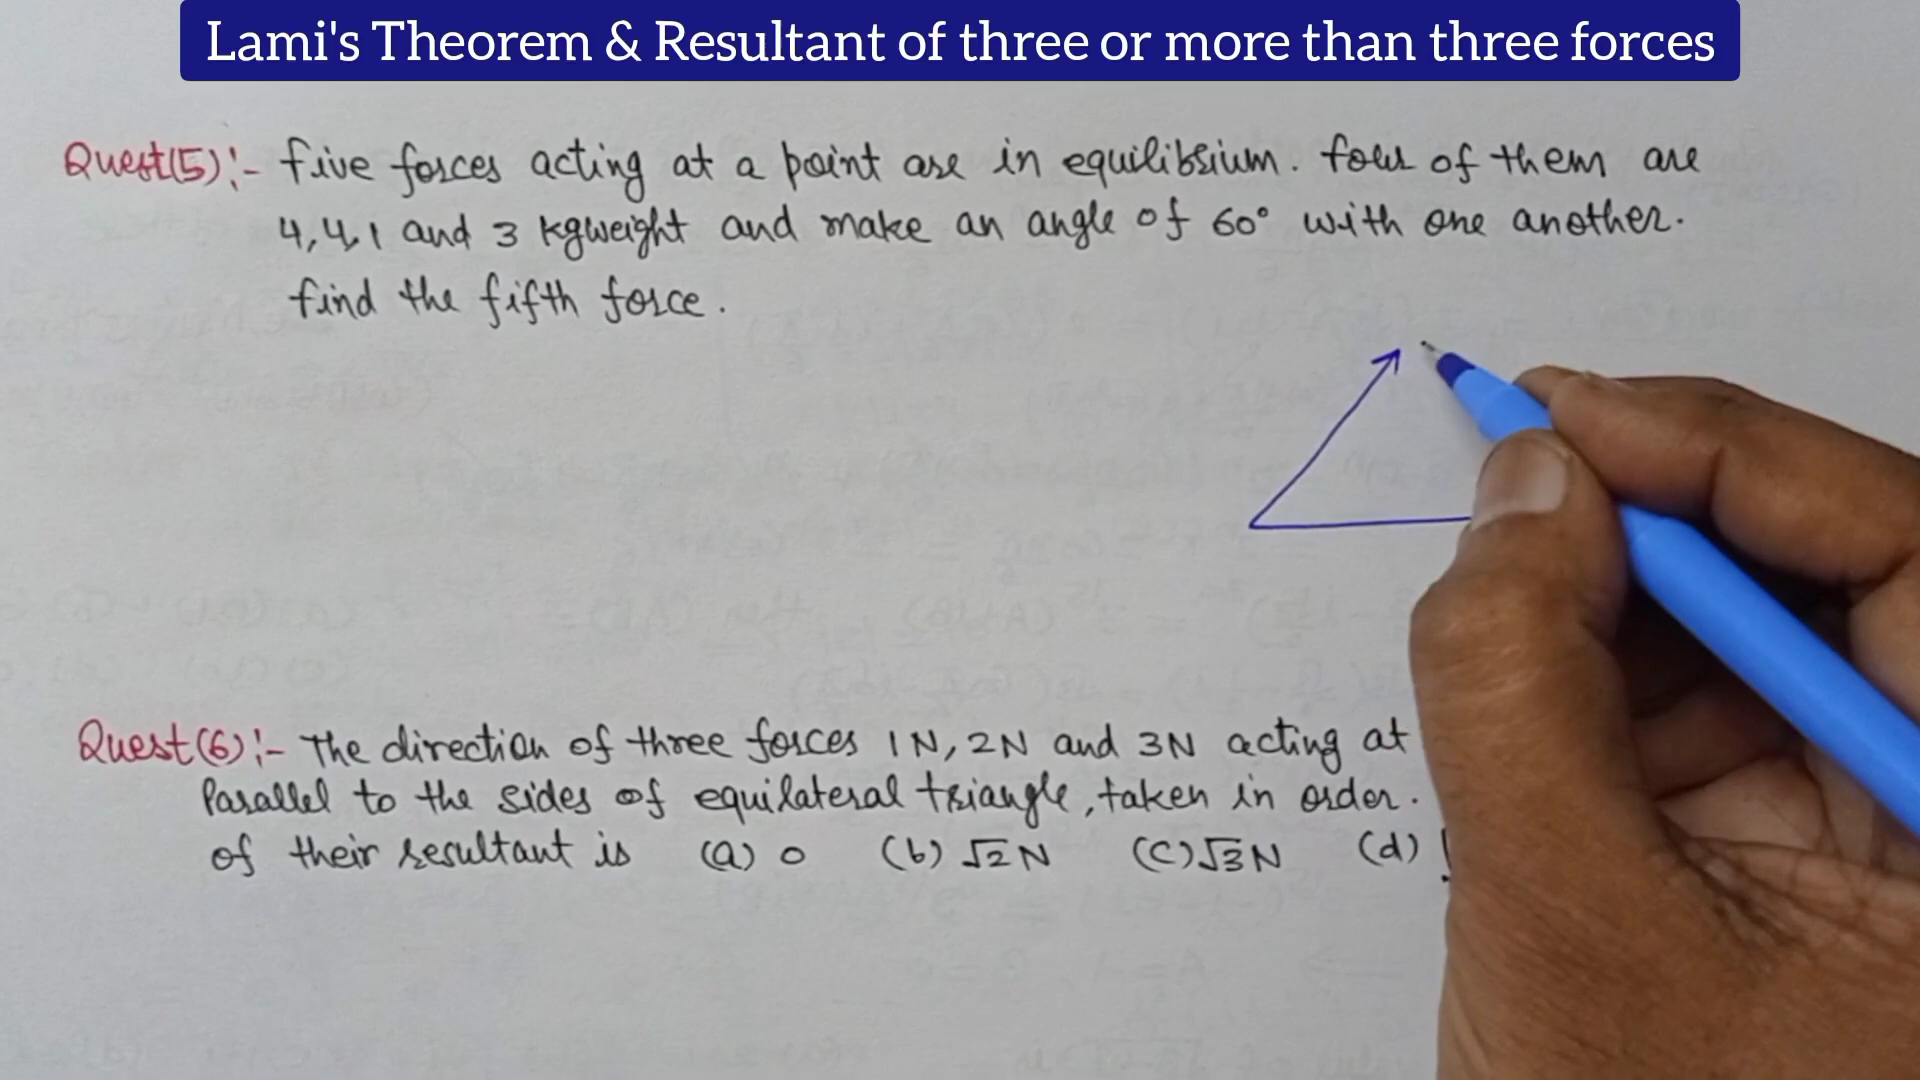 Lami's Theorem & Resultant of three or more than three forces
Quest(5):- five forces acting at a point are in equilibrium. four of them are
4, 4, 1 and 3 kgweight and make an angle of 60° with one another.
find the fifth force.
Quest(6):- The direction of three forces 1N, 2N and 3N acting at
Parallel to the sides of equilateral triangle, taken in order.
of their resultant is (a) 0 (b) √2 N (c) √3 N (d)